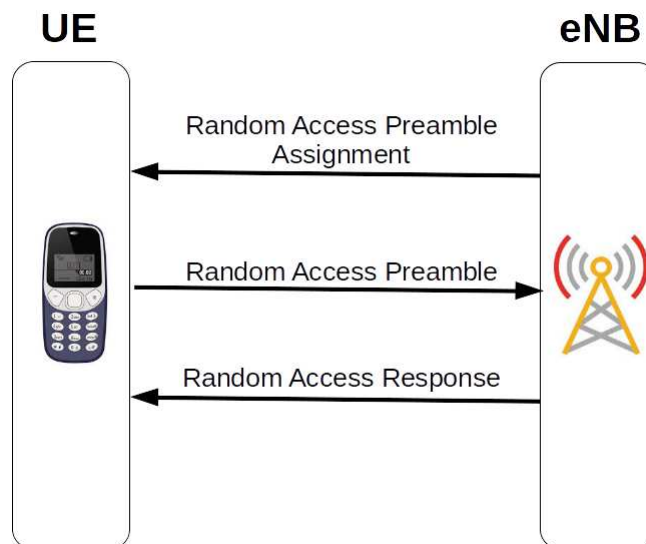 UE
eNB
Random Access Preamble
Assignment
Random Access Preamble
Random Access Response